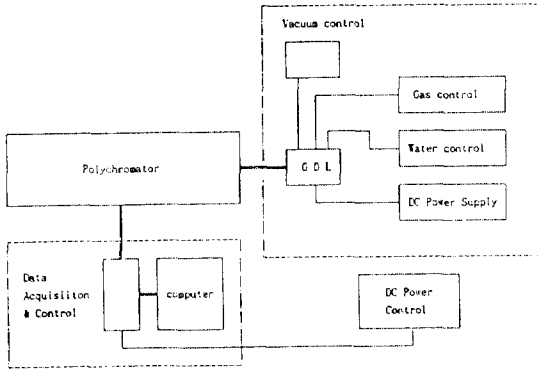 Vacuum control
Gas control
Polychromator
G D L
Water control
DC Power Supply
Data
Acquisiiton
& Control
computer
DC Power
Control